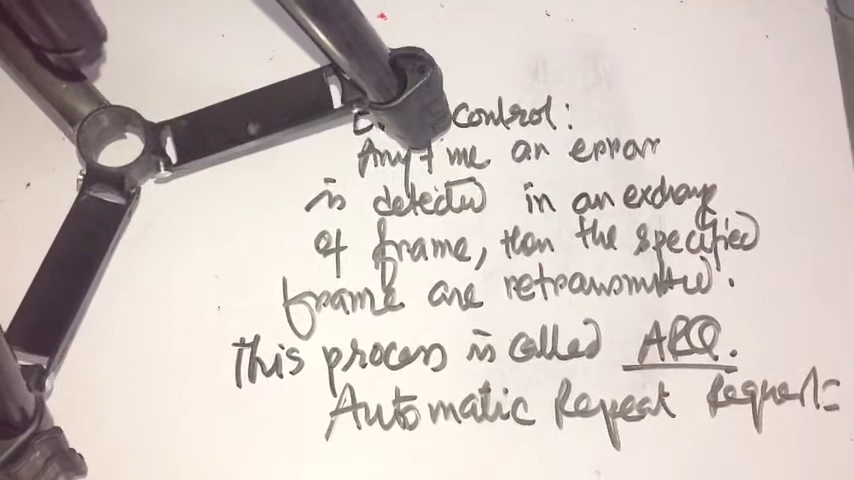 control:
Any me an error
is detected in an exchange
of frame, then the specified
frame are retransmitted.
This process is called ARQ.
Automatic Repeat Request: